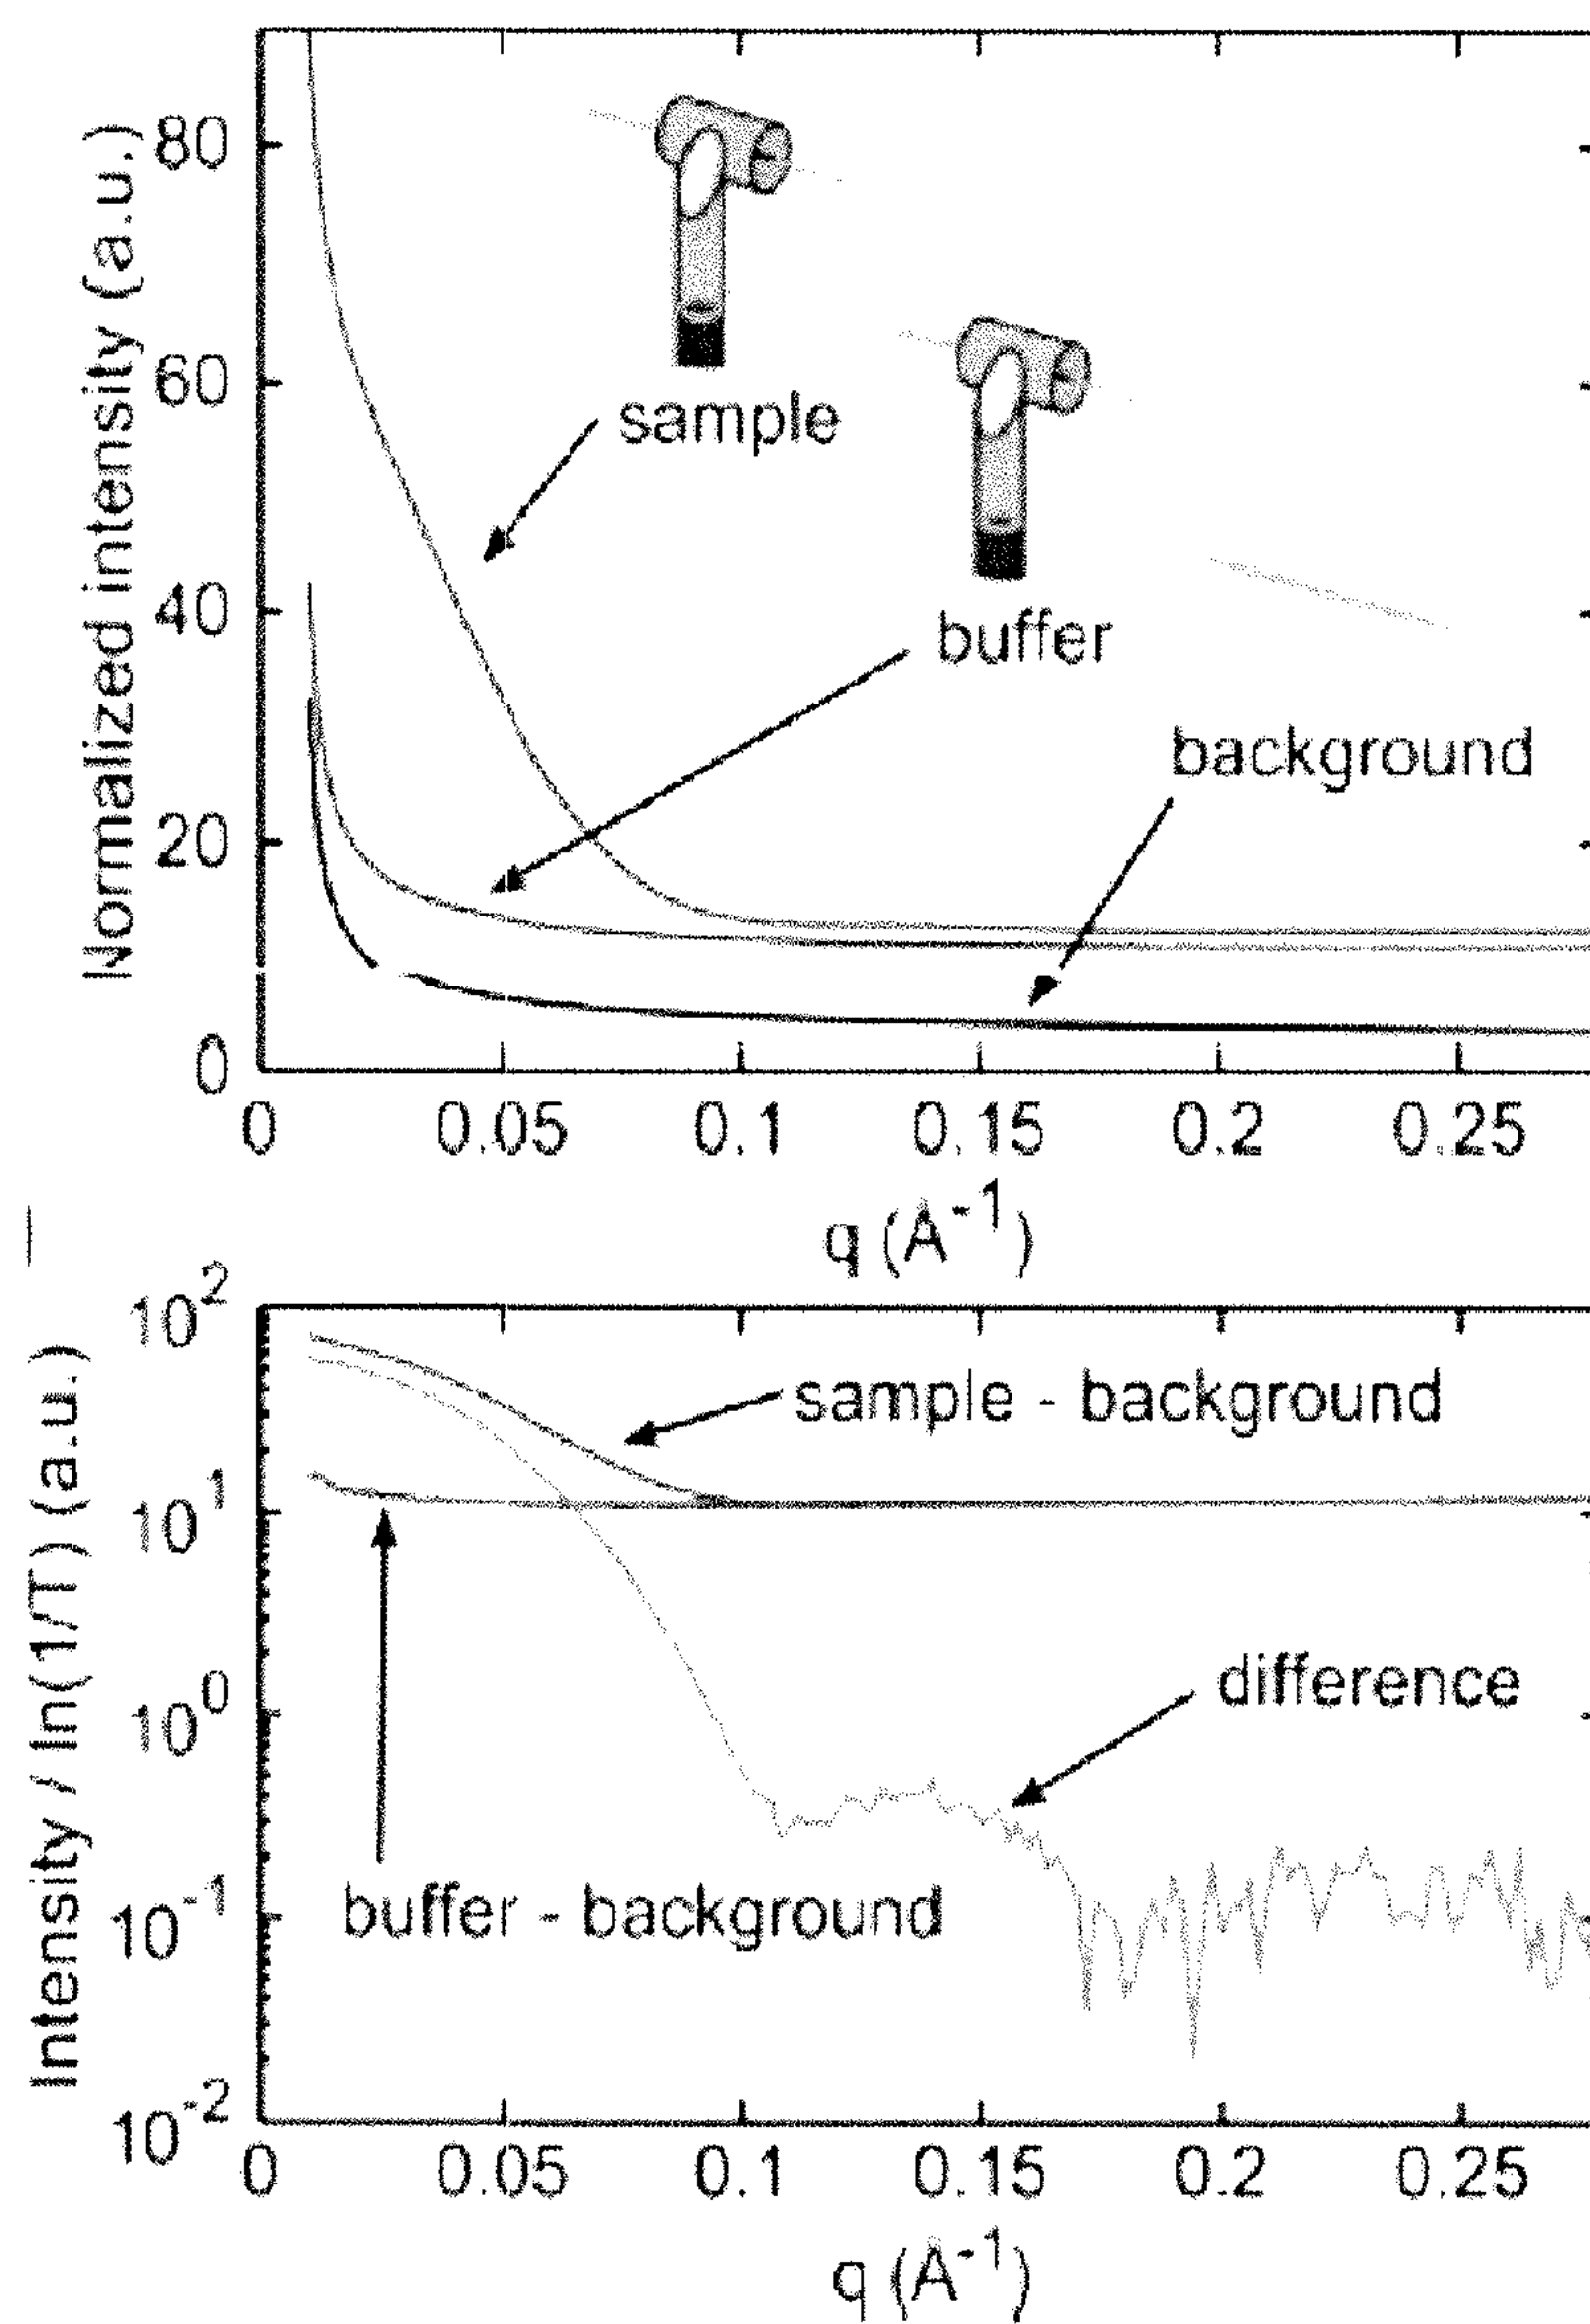 Normalized intensity (a.u.)
80
60
40
20
0
sample
buffer
background
0 0.05 0.1 0.15 0.2 0.25
q (A⁻¹)
Intensity / ln(1/T) (a.u.)
10²
10¹
10⁰
10⁻¹
10⁻²
sample - background
difference
buffer - background
0 0.05 0.1 0.15 0.2 0.25
q (A⁻¹)